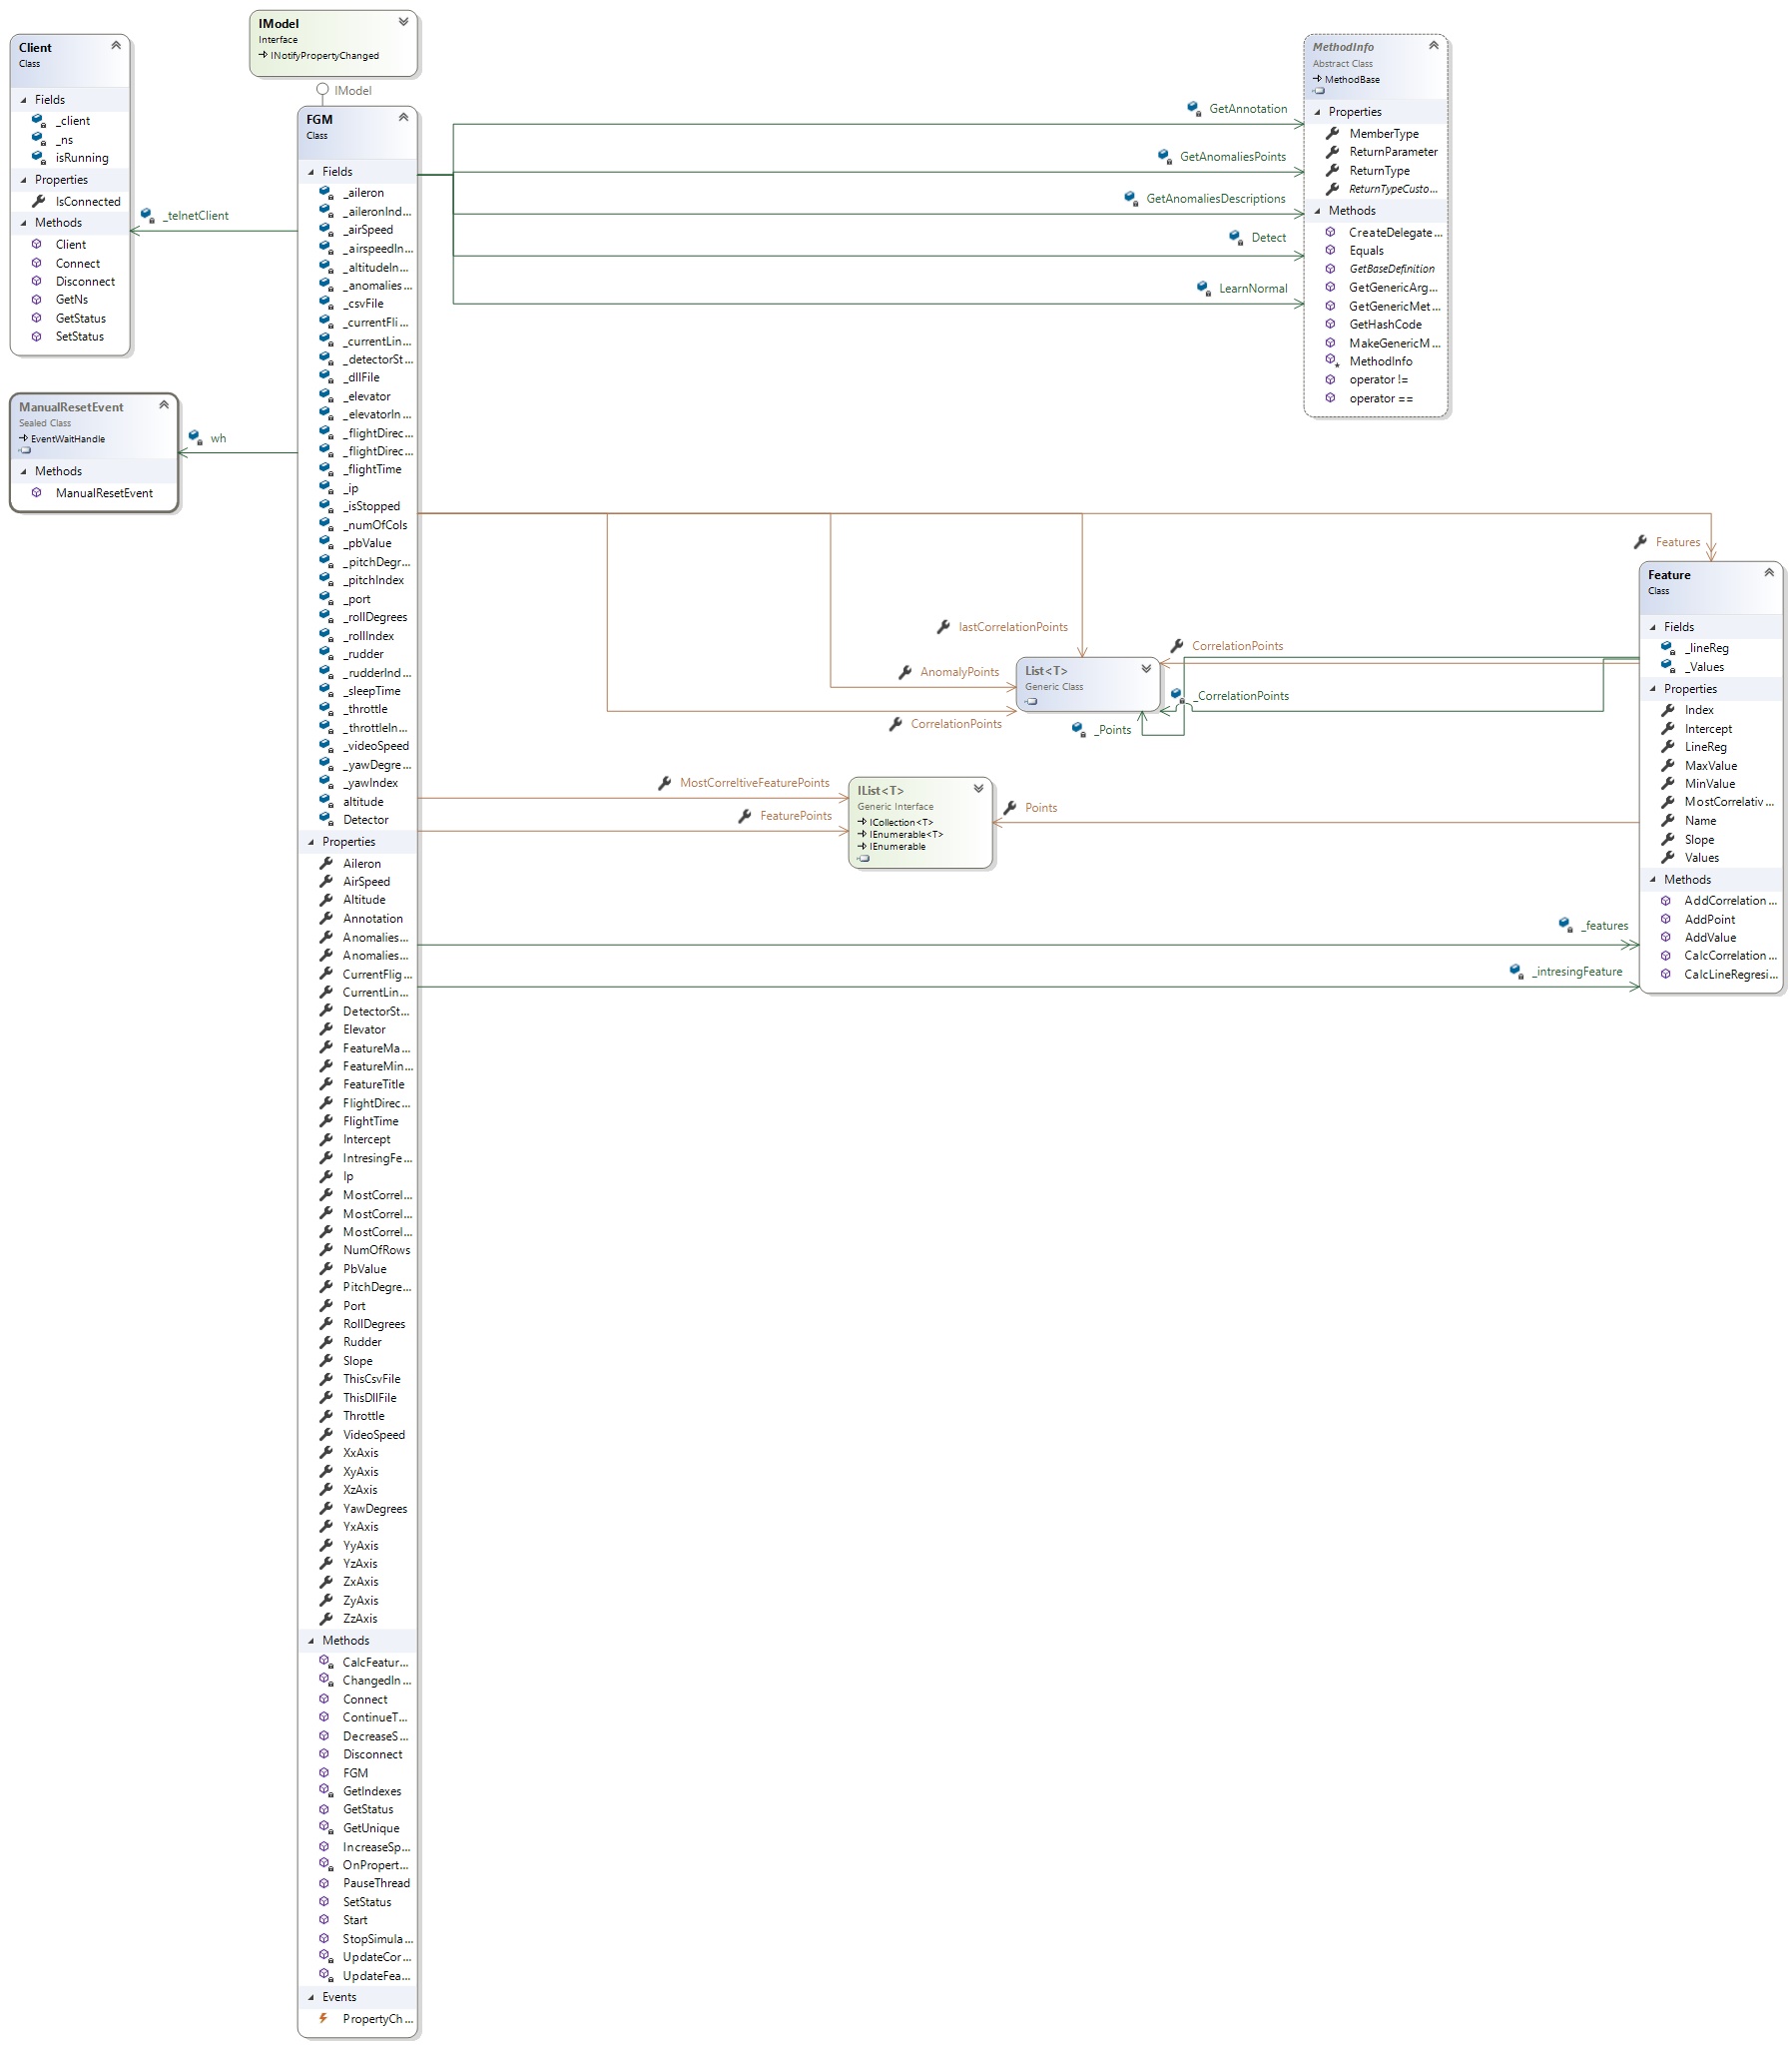 Client
Class
Fields
_client
_ns
isRunning
Properties
IsConnected
Methods
Client
Connect
Disconnect
GetNs
GetStatus
SetStatus
ManualResetEvent
Sealed Class
EventWaitHandle
Methods
ManualResetEvent
_telnetClient
wh
IModel
Interface
INotifyPropertyChanged
IModel
FGM
Class
Fields
_aileron
_aileronInd...
_airSpeed
_airspeedIn...
_altitudeIn...
_anomalies...
_csvFile
_currentFli...
_currentLin...
_detectorSt...
_dllFile
_elevator
_elevatorIn...
_flightDirec...
_flightDirec...
_flightTime
_ip
_isStopped
_numOfCols
_pbValue
_pitchDegr...
_pitchIndex
_port
_rollDegrees
_rollIndex
_rudder
_rudderInd...
_sleepTime
_throttle
_throttleIn...
_videoSpeed
_yawDegre...
_yawIndex
altitude
Detector
Properties
Aileron
AirSpeed
Altitude
Annotation
Anomalies...
Anomalies...
CurrentFlig...
CurrentLin...
DetectorSt...
Elevator
FeatureMa...
FeatureMin...
FeatureTitle
FlightDirec...
FlightTime
Intercept
IntresingFe...
Ip
MostCorrel...
MostCorrel...
MostCorrel...
NumOfRows
PbValue
PitchDegre...
Port
RollDegrees
Rudder
Slope
ThisCsvFile
ThisDllFile
Throttle
VideoSpeed
XxAxis
XyAxis
XzAxis
YawDegrees
YxAxis
YyAxis
YzAxis
ZxAxis
ZyAxis
ZzAxis
Methods
CalcFeatur...
ChangedIn...
Connect
ContinueT...
DecreaseS...
Disconnect
FGM
GetIndexes
GetStatus
GetUnique
IncreaseSp...
OnPropert...
PauseThread
SetStatus
Start
StopSimula...
UpdateCor...
UpdateFea...
Events
PropertyCh...
GetAnnotation
GetAnomaliesPoints
GetAnomaliesDescriptions
Detect
LearnNormal
MethodInfo
Abstract Class
MethodBase
Properties
MemberType
ReturnParameter
ReturnType
ReturnTypeCusto...
Methods
CreateDelegate...
Equals
GetBaseDefinition
GetGenericArg...
GetGenericMet...
GetHashCode
MakeGenericM...
MethodInfo
operator !=
operator ==
Features
lastCorrelationPoints
AnomalyPoints
CorrelationPoints
List<T>
Generic Class
CorrelationPoints
_CorrelationPoints
_Points
MostCorreltiveFeaturePoints
FeaturePoints
IList<T>
Generic Interface
ICollection<T>
IEnumerable<T>
IEnumerable
Points
_features
_intresingFeature
Feature
Class
Fields
_lineReg
_Values
Properties
Index
Intercept
LineReg
MaxValue
MinValue
MostCorrelativ...
Name
Slope
Values
Methods
AddCorrelation...
AddPoint
AddValue
CalcCorrelation...
CalcLineRegresi...